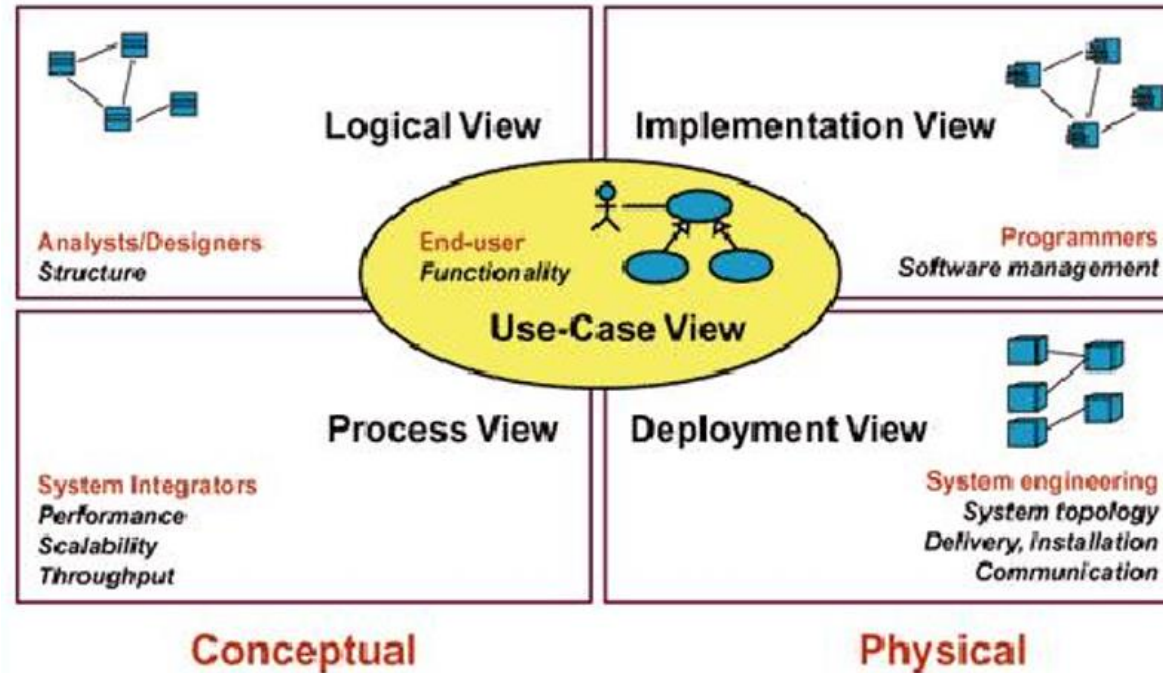 Logical View
Analysts/Designers
Structure
Implementation View
Programmers
Software management
End-user
Functionality
Use-Case View
Process View
System Integrators
Performance
Scalability
Throughput
Deployment View
System engineering
System topology
Delivery, installation
Communication
Conceptual
Physical